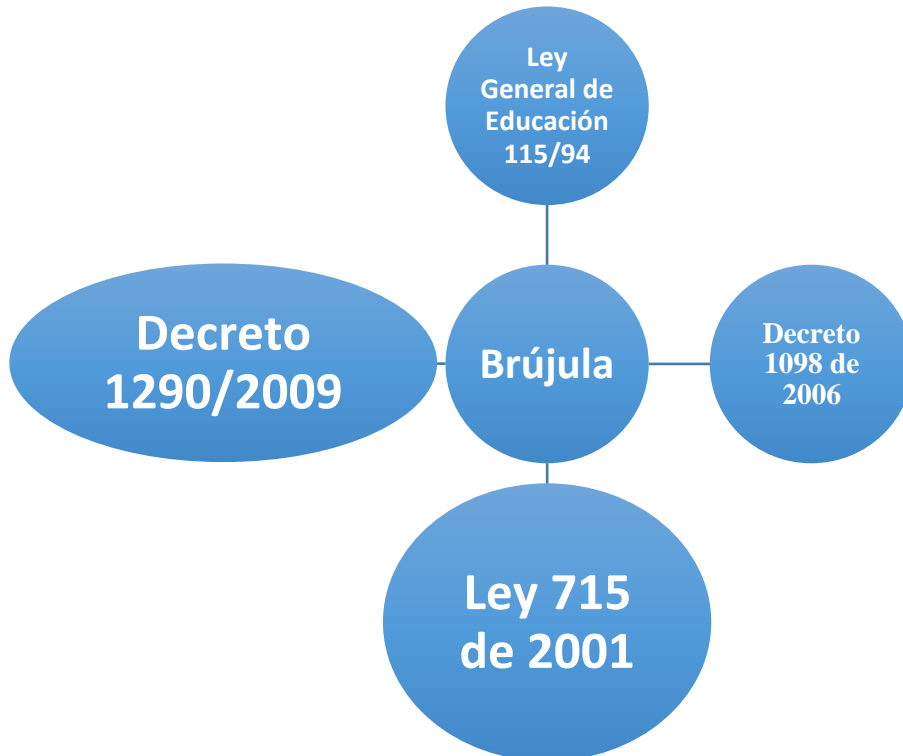 Ley
General de
Educación
115/94
Decreto
1290/2009
Brújula
Decreto
1098 de
2006
Ley 715
de 2001